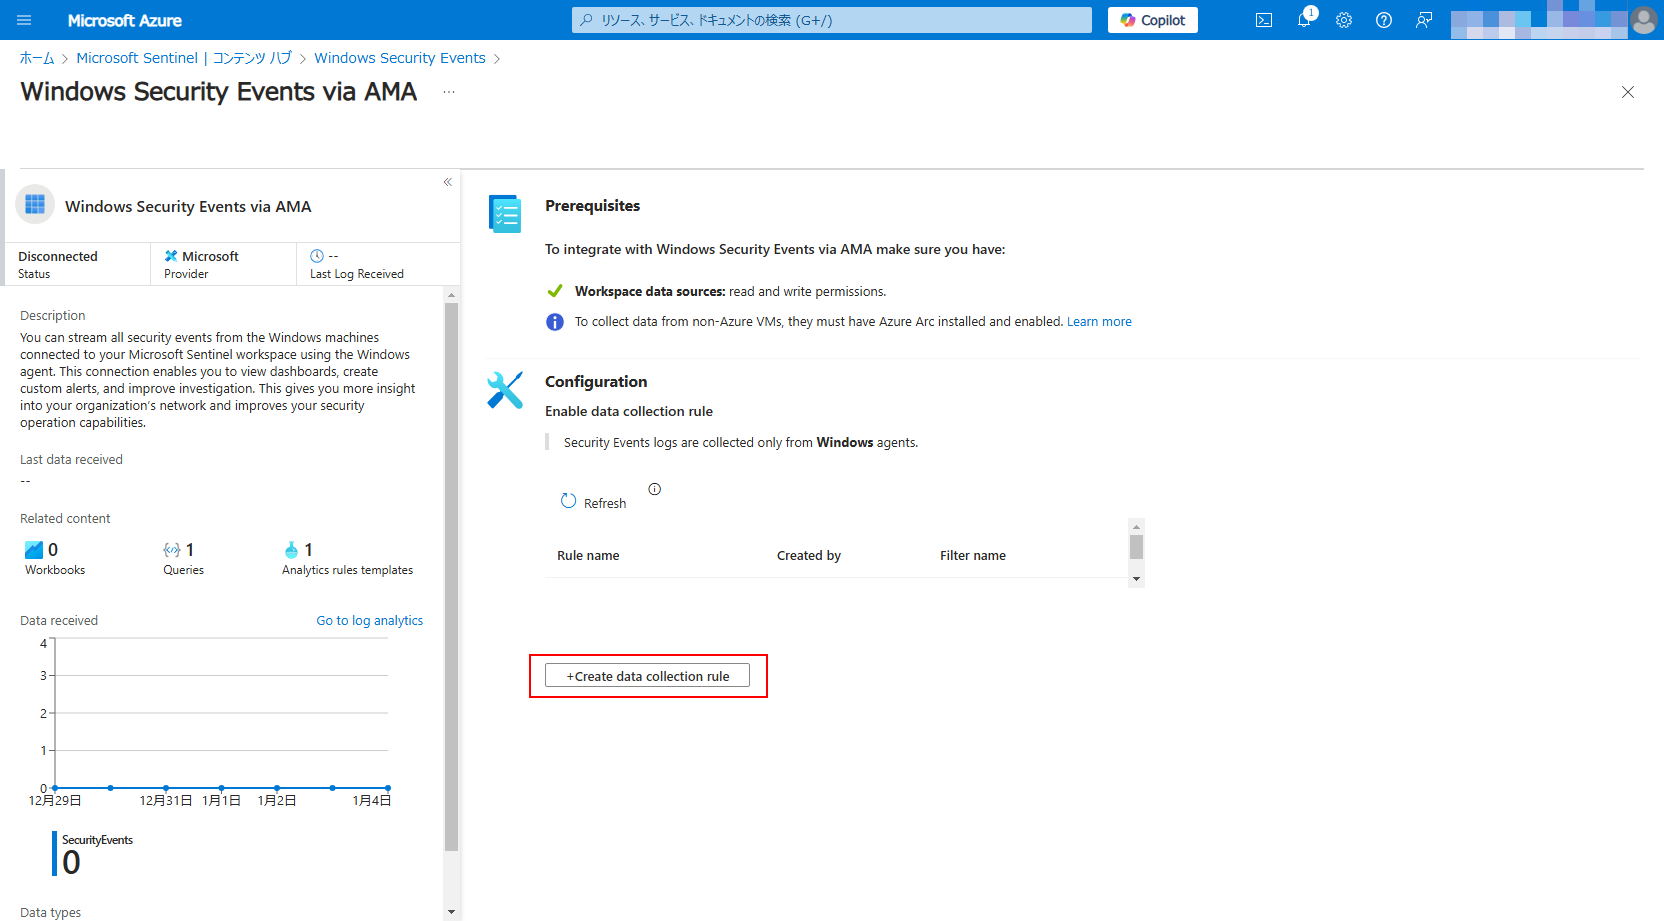 Microsoft Azure
リソース、サービス、ドキュメントの検索 (G+/)
Copilot
1
ホーム > Microsoft Sentinel | コンテンツ ハブ > Windows Security Events >
Windows Security Events via AMA ...
«
Windows Security Events via AMA
Disconnected
Status
Microsoft
Provider
--
Last Log Received
Description
You can stream all security events from the Windows machines
connected to your Microsoft Sentinel workspace using the Windows
agent. This connection enables you to view dashboards, create
custom alerts, and improve investigation. This gives you more insight
into your organization's network and improves your security
operation capabilities.
Last data received
--
Related content
0
Workbooks
1
Queries
1
Analytics rules templates
Data received
Go to log analytics
4
3
2
1
0
12月29日 12月31日 1月1日 1月2日 1月4日
SecurityEvents
0
Data types
Prerequisites
To integrate with Windows Security Events via AMA make sure you have:
Workspace data sources: read and write permissions.
To collect data from non-Azure VMs, they must have Azure Arc installed and enabled. Learn more
Configuration
Enable data collection rule
Security Events logs are collected only from Windows agents.
Refresh
Rule name Created by Filter name
+Create data collection rule